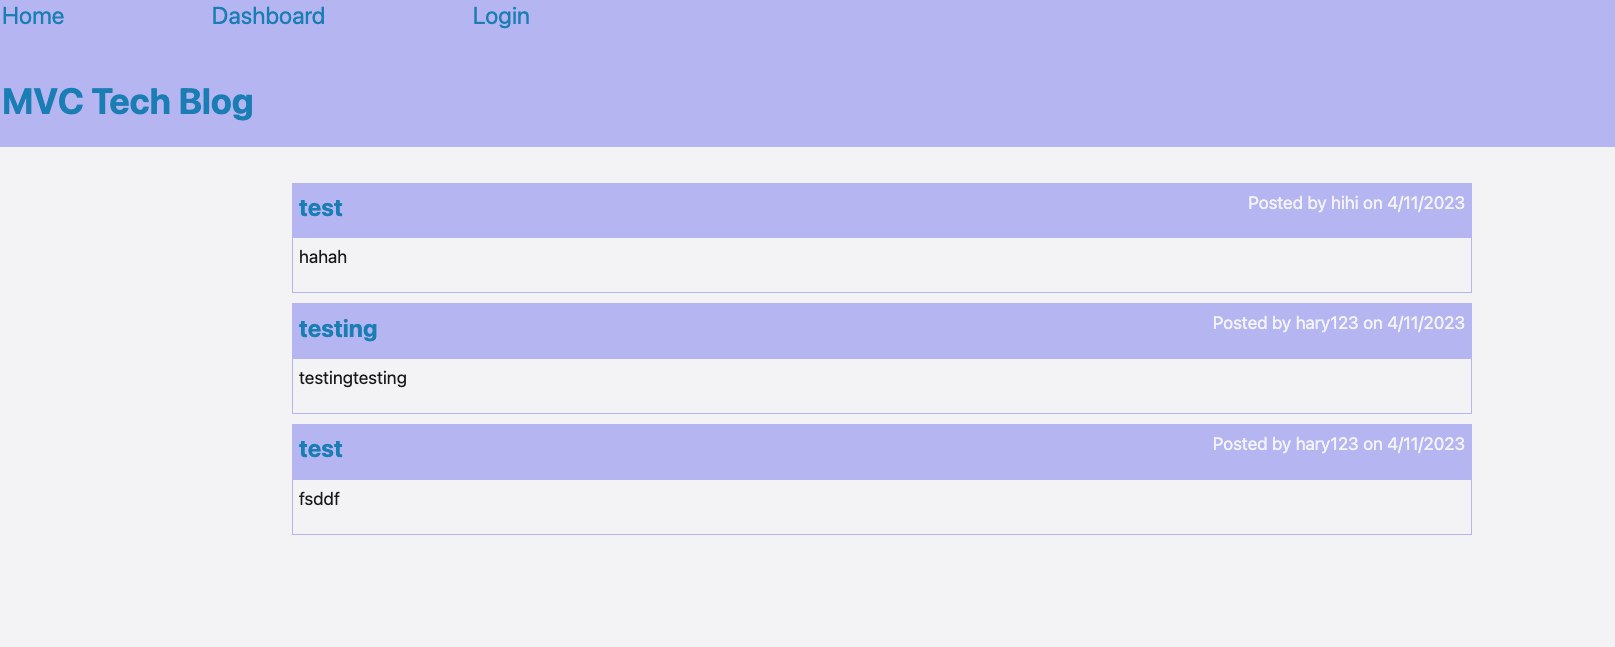 Home Dashboard Login
MVC Tech Blog
test Posted by hihi on 4/11/2023
hahah
testing Posted by hary123 on 4/11/2023
testingtesting
test Posted by hary123 on 4/11/2023
fsddf